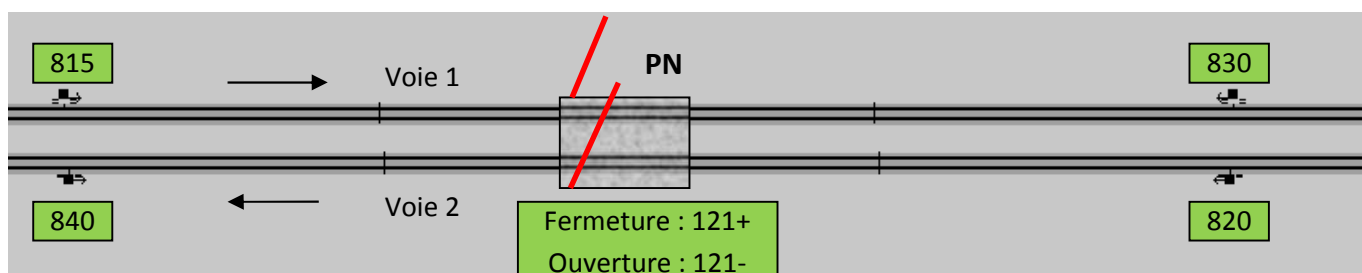 815
Voie 1
PN
830
840
Voie 2
Fermeture : 121+
Ouverture : 121-
820